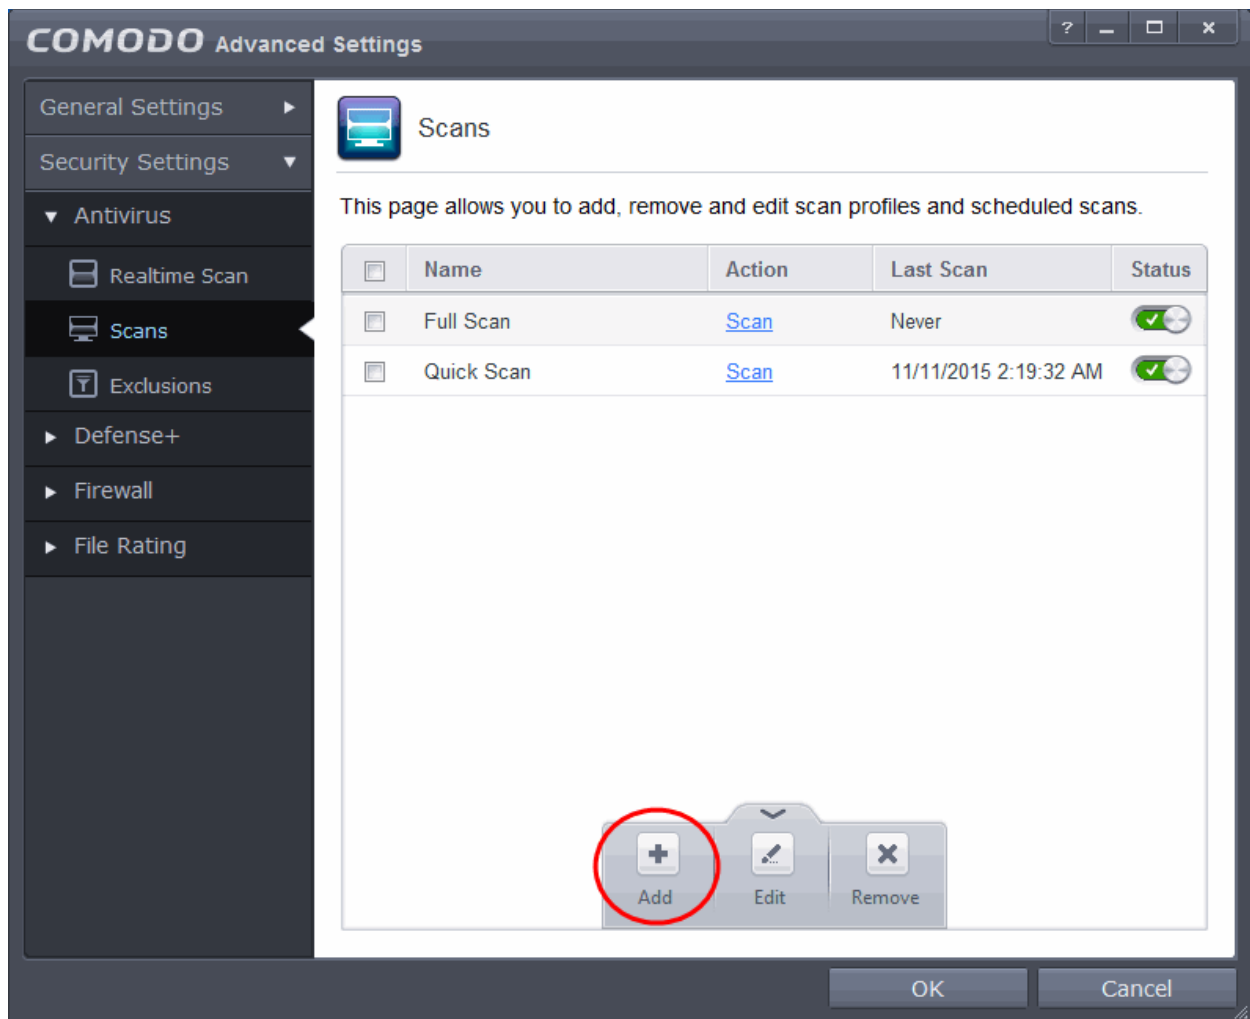 COMODO Advanced Settings
?
General Settings
Security Settings
Antivirus
Realtime Scan
Scans
Exclusions
Defense+
Firewall
File Rating
Scans
This page allows you to add, remove and edit scan profiles and scheduled scans.
Name Action Last Scan Status
Full Scan Scan Never
Quick Scan Scan 11/11/2015 2:19:32 AM
Add Edit Remove
OK Cancel